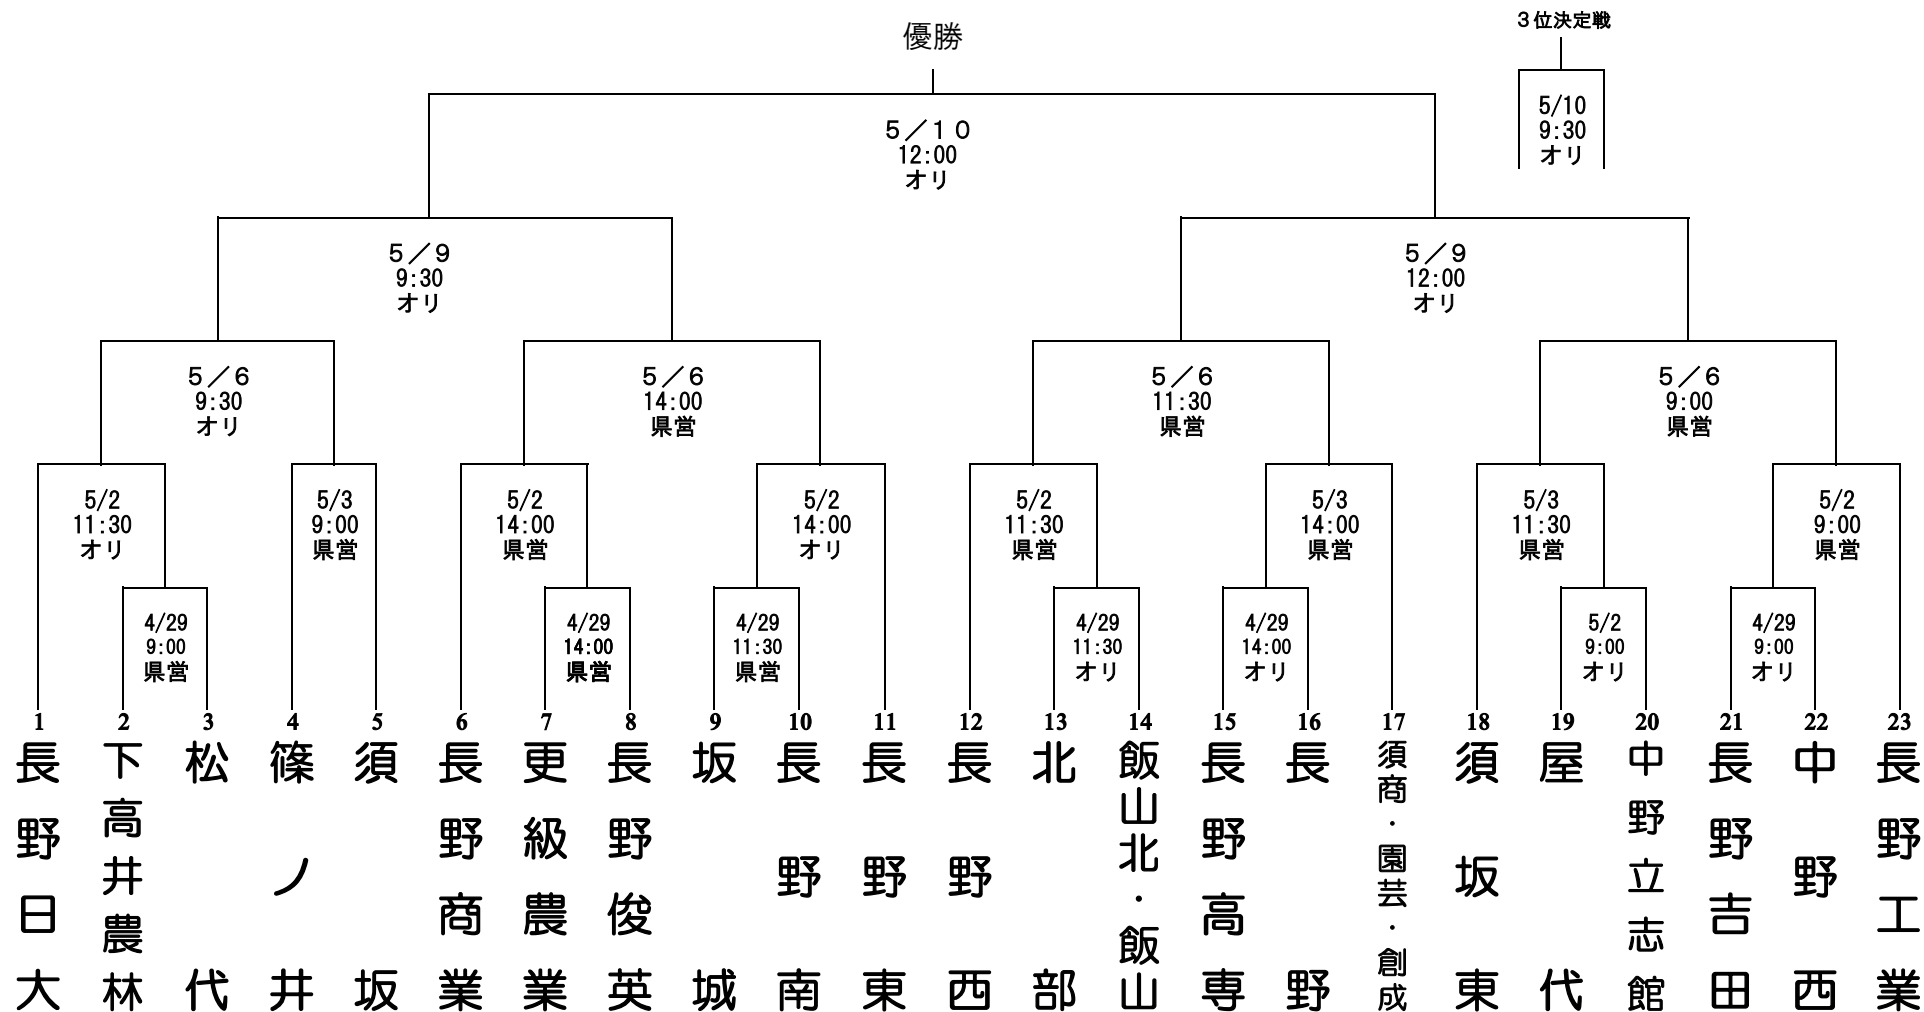 ３位決定戦
優勝
5/10
9:30
オリ
５／１０
12:00
オリ
５／９
9:30
オリ
５／９
12:00
オリ
５／６
9:30
オリ
５／６
14:00
県営
５／６
11:30
県営
５／６
9:00
県営
5/2
11:30
オリ
5/3
9:00
県営
5/2
14:00
県営
5/2
14:00
オリ
5/2
11:30
県営
5/3
14:00
県営
5/3
11:30
県営
5/2
9:00
県営
4/29
9:00
県営
4/29
14:00
県営
4/29
11:30
県営
4/29
11:30
オリ
4/29
14:00
オリ
5/2
9:00
オリ
4/29
9:00
オリ
1 2 3 4 5 6 7 8 9 10 11 12 13 14 15 16 17 18 19 20 21 22 23
長野日大
下高井農林
松代
篠ノ井
須坂
長野商業
更級農業
長野俊英
坂城
長野南
長野東
長野西
北部
飯山北・飯山
長野高専
長野
須商・園芸・創成
須坂東
屋代
中野立志館
長野吉田
中野西
長野工業